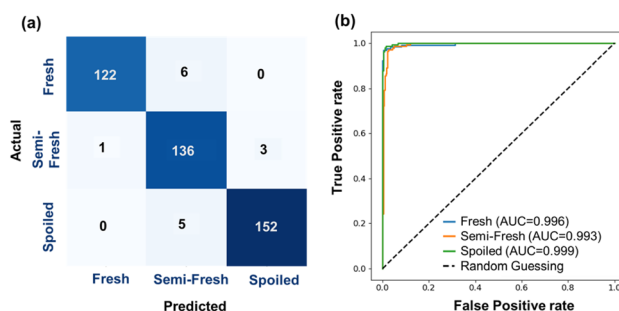 (a)
Actual
Fresh
Semi-
Fresh
Spoiled
122 6 0
1 136 3
0 5 152
Fresh Semi-Fresh Spoiled
Predicted
(b)
True Positive rate
1.0
0.8
0.6
0.4
0.2
0.0
Fresh (AUC=0.996)
Semi-Fresh (AUC=0.993)
Spoiled (AUC=0.999)
Random Guessing
0.0 0.2 0.4 0.6 0.8 1.0
False Positive rate